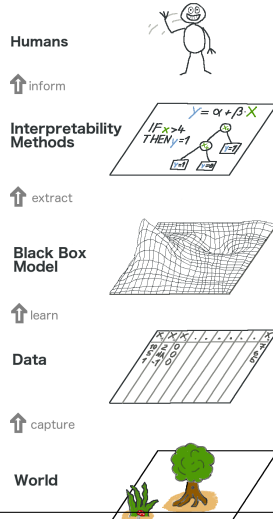 Humans
inform
Interpretability
Methods
Y = α + β·X
IF x>4
THEN y=1
extract
Black Box
Model
learn
Data
X X X
capture
World